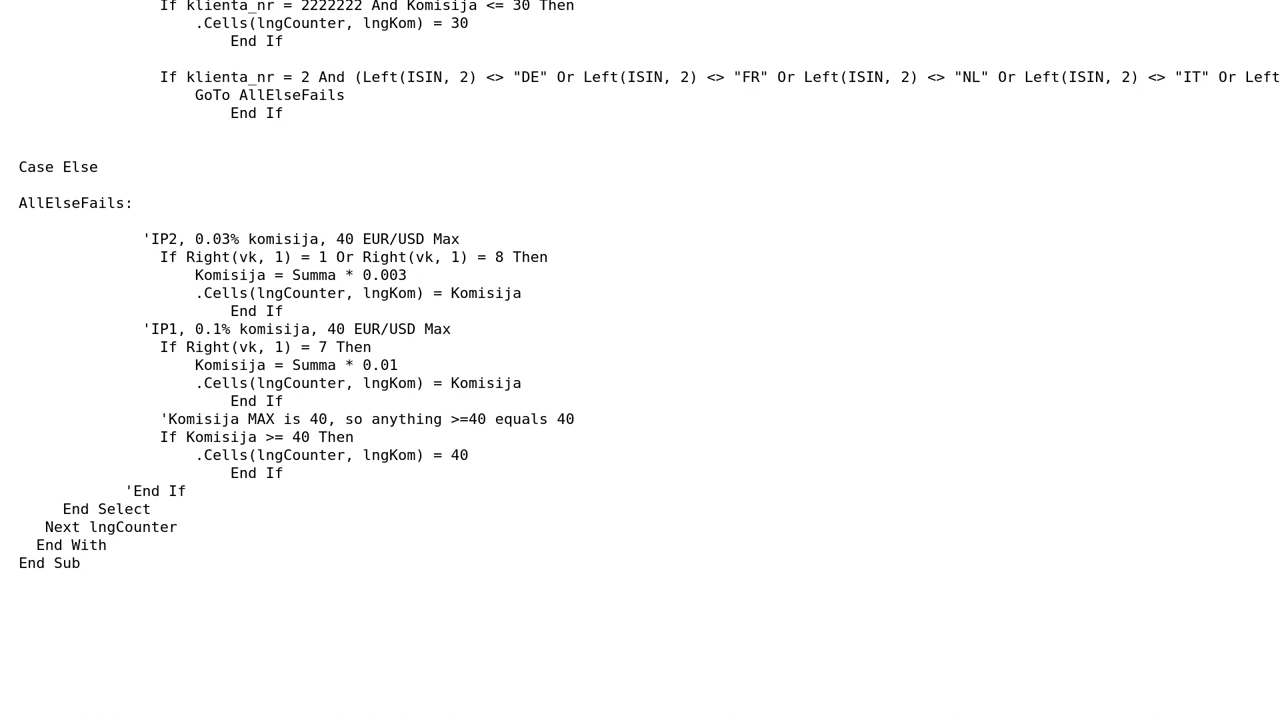 If klienta_nr = 2222222 And Komisija <= 30 Then
.Cells(lngCounter, lngKom) = 30
End If
If klienta_nr = 2 And (Left(ISIN, 2) <> "DE" Or Left(ISIN, 2) <> "FR" Or Left(ISIN, 2) <> "NL" Or Left(ISIN, 2) <> "IT" Or Left
GoTo AllElseFails
End If
Case Else
AllElseFails:
'IP2, 0.03% komisija, 40 EUR/USD Max
If Right(vk, 1) = 1 Or Right(vk, 1) = 8 Then
Komisija = Summa * 0.003
.Cells(lngCounter, lngKom) = Komisija
End If
'IP1, 0.1% komisija, 40 EUR/USD Max
If Right(vk, 1) = 7 Then
Komisija = Summa * 0.01
.Cells(lngCounter, lngKom) = Komisija
End If
'Komisija MAX is 40, so anything >=40 equals 40
If Komisija >= 40 Then
.Cells(lngCounter, lngKom) = 40
End If
'End If
End Select
Next lngCounter
End With
End Sub